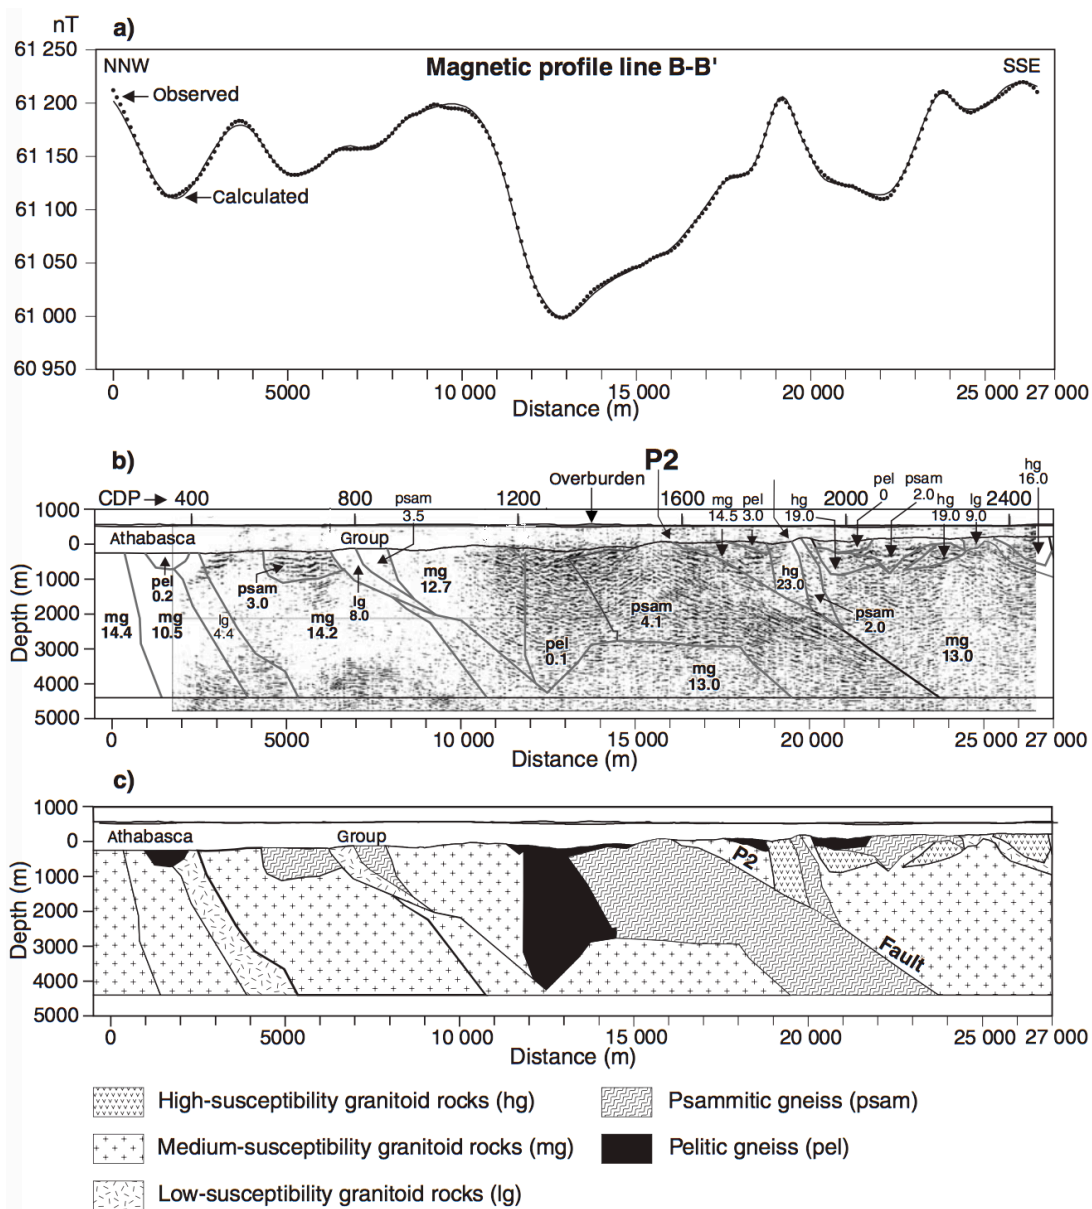 nT
a)
61 250
61 200
61 150
61 100
61 050
61 000
60 950
NNW
Magnetic profile line B-B'
SSE
Observed
Calculated
0 5000 10 000 15 000 20 000 25 000 27 000
Distance (m)
b)
P2
Overburden
CDP 400 800 1200 1600 2000 2400
psam
3.5
mg
14.5
pel
3.0
hg
19.0
pel
0
psam
2.0
hg
19.0
lg
9.0
hg
16.0
1000
0
1000
2000
3000
4000
5000
Depth (m)
Athabasca Group
mg
14.4
pel
0.2
mg
10.5
lg
4.4
psam
3.0
mg
14.2
lg
8.0
mg
12.7
pel
0.1
psam
4.1
mg
13.0
hg
23.0
psam
2.0
mg
13.0
0 5000 10 000 15 000 20 000 25 000 27 000
Distance (m)
c)
1000
0
1000
2000
3000
4000
5000
Depth (m)
Athabasca Group
P2
Fault
0 5000 10 000 15 000 20 000 25 000 27 000
Distance (m)
High-susceptibility granitoid rocks (hg)
Medium-susceptibility granitoid rocks (mg)
Low-susceptibility granitoid rocks (lg)
Psammitic gneiss (psam)
Pelitic gneiss (pel)